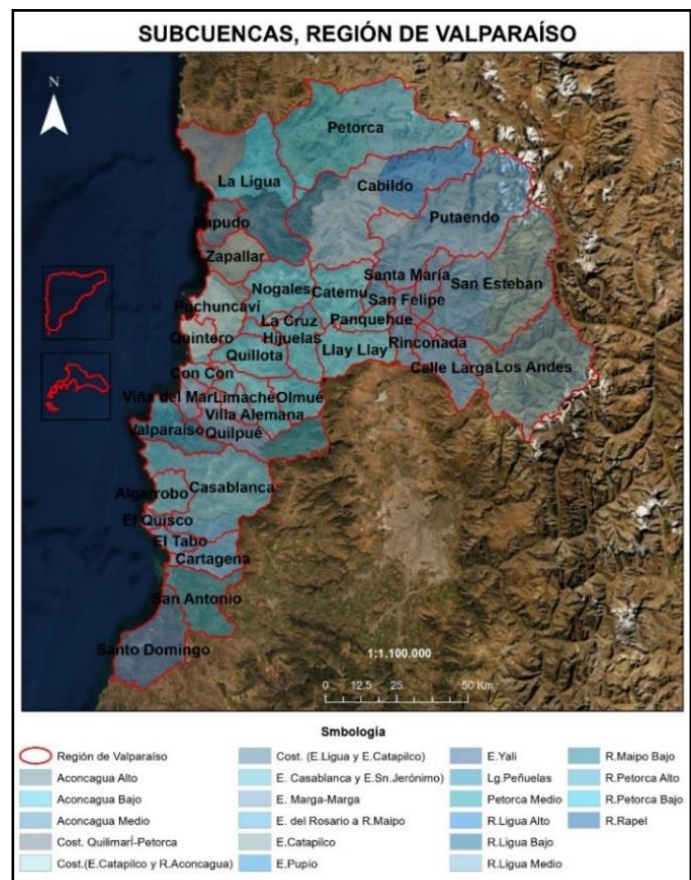 SUBCUENCAS, REGIÓN DE VALPARAÍSO
N
Petorca
La Ligua
Cabildo
Putaendo
Papudo
Zapallar
Santa María
San Esteban
Nogales
Catemu
San Felipe
Puchuncaví
La Cruz
Panquehue
Quintero
Hijuelas
Rinconada
Quillota
Llay Llay
Calle Larga
Los Andes
Con Con
Viña del Mar
Limache
Olmué
Villa Alemana
Valparaíso
Quilpué
Casablanca
Algarrobo
El Quisco
El Tabo
Cartagena
San Antonio
Santo Domingo
1:1.100.000
0 12,5 25 50 Km
Smbología
Región de Valparaíso
Aconcagua Alto
Aconcagua Bajo
Aconcagua Medio
Cost. Quilimarí-Petorca
Cost.(E.Catapilco y R.Aconcagua)
Cost. (E.Ligua y E.Catapilco)
E. Casablanca y E.Sn.Jerónimo)
E. Marga-Marga
E. del Rosario a R.Maipo
E.Catapilco
E.Pupío
E.Yali
Lg.Peñuelas
Petorca Medio
R.Ligua Alto
R.Ligua Bajo
R.Ligua Medio
R.Maipo Bajo
R.Petorca Alto
R.Petorca Bajo
R.Rapel